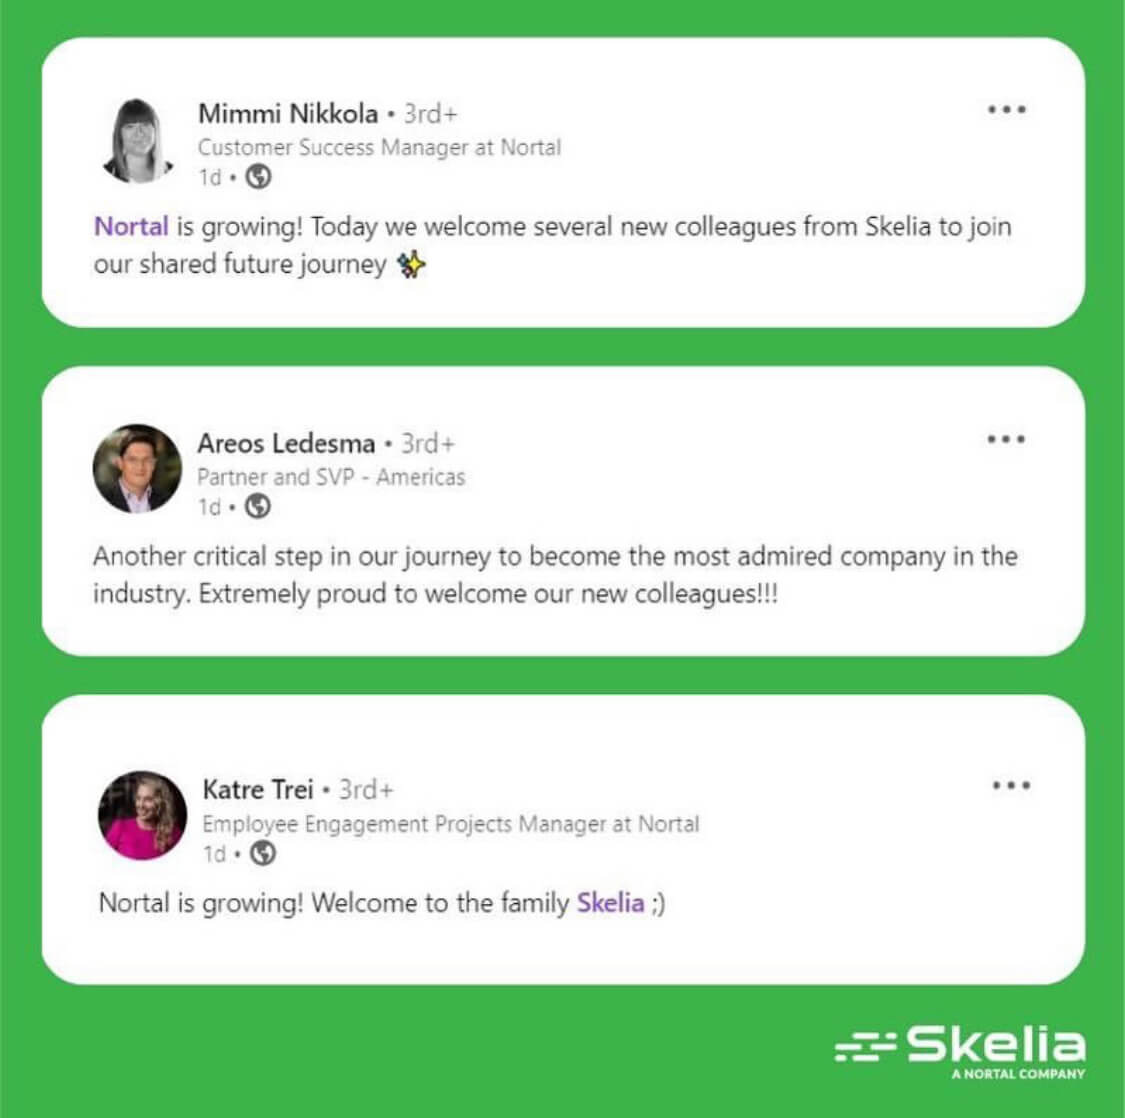 Mimmi Nikkola • 3rd+
Customer Success Manager at Nortal
1d •
Nortal is growing! Today we welcome several new colleagues from Skelia to join
our shared future journey ✨
Areos Ledesma • 3rd+
Partner and SVP - Americas
1d •
Another critical step in our journey to become the most admired company in the
industry. Extremely proud to welcome our new colleagues!!!
Katre Trei • 3rd+
Employee Engagement Projects Manager at Nortal
1d •
Nortal is growing! Welcome to the family Skelia ;)
Skelia
A NORTAL COMPANY